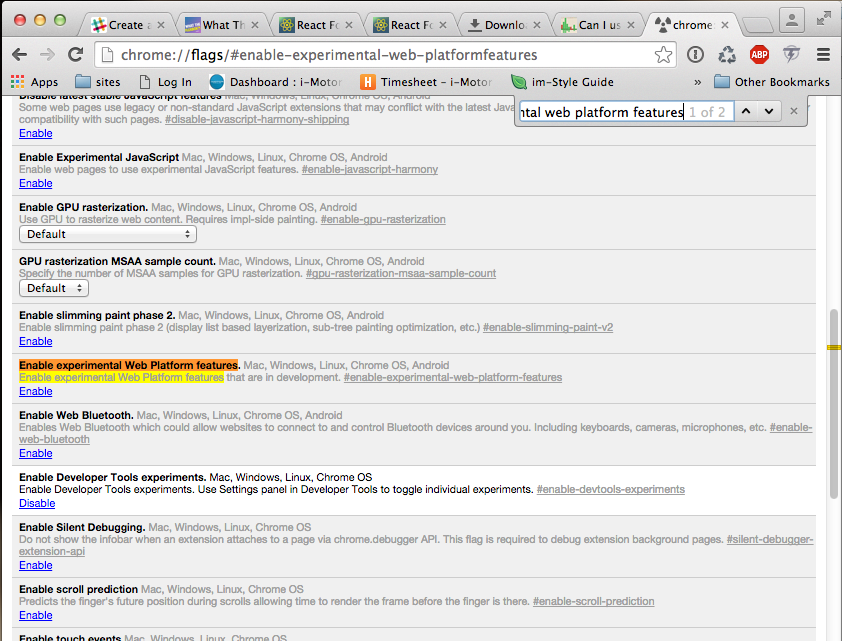 Create a
What Th
React Fo
React Fo
Downlo
Can I us
chrome:
chrome://flags/#enable-experimental-web-platformfeatures
ABP
Apps
sites
Log In
Dashboard : i-Motor
H
Timesheet – i-Motor
im-Style Guide
»
Other Bookmarks
ntal web platform features
1 of 2
Disable latest stable JavaScript features Mac, Windows, Linux, Chrome OS, Android
Some web pages use legacy or non-standard JavaScript extensions that may conflict with the latest Java
compatibility with such pages. #disable-javascript-harmony-shipping
Enable
Enable Experimental JavaScript Mac, Windows, Linux, Chrome OS, Android
Enable web pages to use experimental JavaScript features. #enable-javascript-harmony
Enable
Enable GPU rasterization. Mac, Windows, Linux, Chrome OS, Android
Use GPU to rasterize web content. Requires impl-side painting. #enable-gpu-rasterization
Default
GPU rasterization MSAA sample count. Mac, Windows, Linux, Chrome OS, Android
Specify the number of MSAA samples for GPU rasterization. #gpu-rasterization-msaa-sample-count
Default
Enable slimming paint phase 2. Mac, Windows, Linux, Chrome OS, Android
Enable slimming paint phase 2 (display list based layerization, sub-tree painting optimization, etc.) #enable-slimming-paint-v2
Enable
Enable experimental Web Platform features. Mac, Windows, Linux, Chrome OS, Android
Enable experimental Web Platform features that are in development. #enable-experimental-web-platform-features
Enable
Enable Web Bluetooth. Mac, Windows, Linux, Chrome OS, Android
Enables Web Bluetooth which could allow websites to connect to and control Bluetooth devices around you. Including keyboards, cameras, microphones, etc. #enable-
web-bluetooth
Enable
Enable Developer Tools experiments. Mac, Windows, Linux, Chrome OS
Enable Developer Tools experiments. Use Settings panel in Developer Tools to toggle individual experiments. #enable-devtools-experiments
Disable
Enable Silent Debugging. Mac, Windows, Linux, Chrome OS
Do not show the infobar when an extension attaches to a page via chrome.debugger API. This flag is required to debug extension background pages. #silent-debugger-
extension-api
Enable
Enable scroll prediction Mac, Windows, Linux, Chrome OS
Predicts the finger's future position during scrolls allowing time to render the frame before the finger is there. #enable-scroll-prediction
Enable
Enable touch events Mac, Windows, Linux, Chrome OS